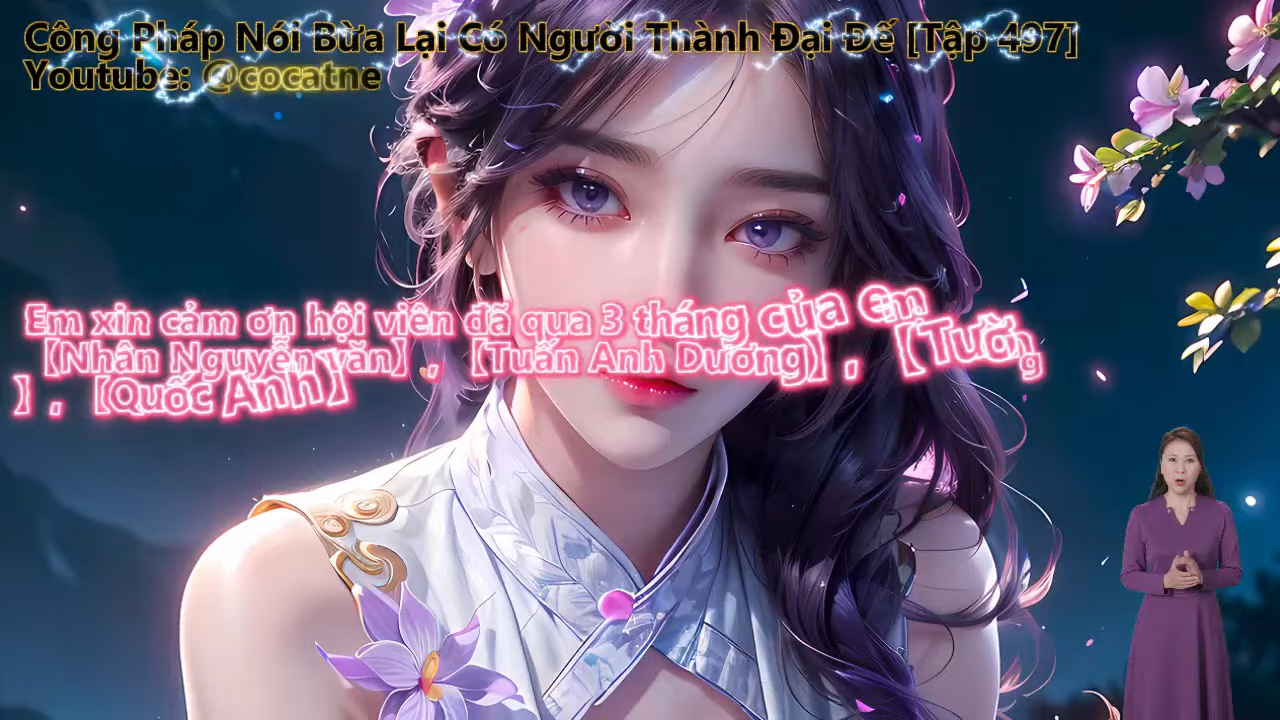 Công Pháp Nói Bừa Lại Có Người Thành Đại Đế [Tập 497]
Youtube: @cocatne
Em xin cảm ơn hội viên đã qua 3 tháng của em
【Nhân Nguyễn văn】, 【Tuấn Anh Dương】, 【Tường
】, 【Quốc Anh】